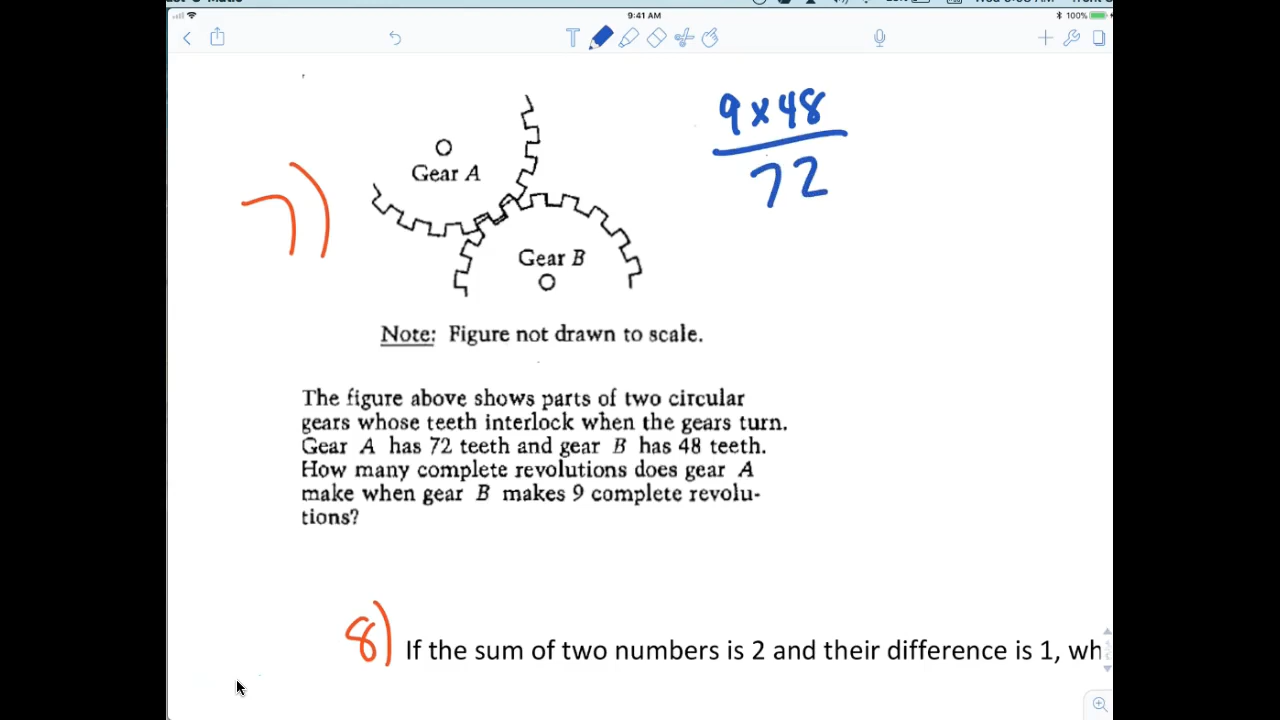 9:41 AM
100%
T
9 x 48
72
7)
Gear A
Gear B
Note: Figure not drawn to scale.
The figure above shows parts of two circular
gears whose teeth interlock when the gears turn.
Gear A has 72 teeth and gear B has 48 teeth.
How many complete revolutions does gear A
make when gear B makes 9 complete revolu-
tions?
8) If the sum of two numbers is 2 and their difference is 1, wh